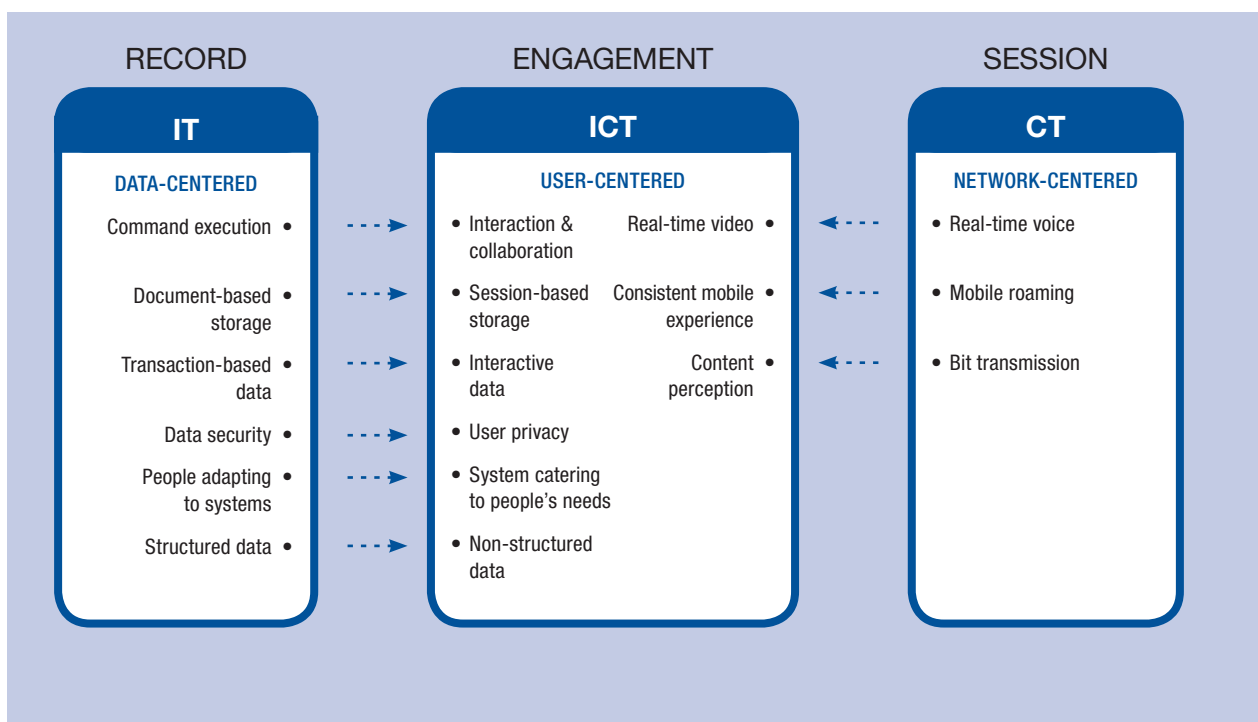 RECORD
IT
DATA-CENTERED
Command execution •
Document-based •
storage
Transaction-based •
data
Data security •
People adapting •
to systems
Structured data •
ENGAGEMENT
ICT
USER-CENTERED
• Interaction &
collaboration
• Session-based
storage
• Interactive
data
• User privacy
• System catering
to people’s needs
• Non-structured
data
Real-time video •
Consistent mobile •
experience
Content •
perception
SESSION
CT
NETWORK-CENTERED
• Real-time voice
• Mobile roaming
• Bit transmission